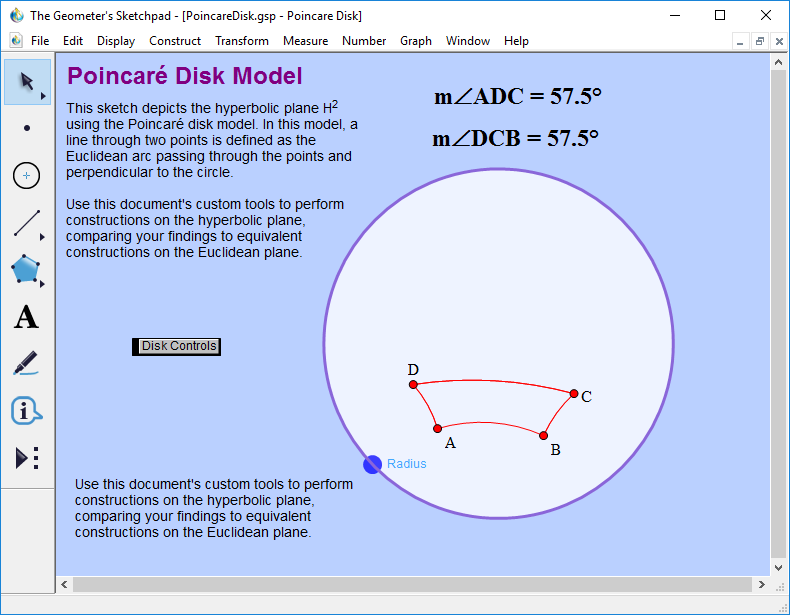 The Geometer's Sketchpad - [PoincareDisk.gsp - Poincare Disk]
File Edit Display Construct Transform Measure Number Graph Window Help
Poincaré Disk Model
This sketch depicts the hyperbolic plane H2
using the Poincaré disk model. In this model, a
line through two points is defined as the
Euclidean arc passing through the points and
perpendicular to the circle.
Use this document's custom tools to perform
constructions on the hyperbolic plane,
comparing your findings to equivalent
constructions on the Euclidean plane.
m∠ADC = 57.5°
m∠DCB = 57.5°
Disk Controls
D
C
A
B
Radius
Use this document's custom tools to perform
constructions on the hyperbolic plane,
comparing your findings to equivalent
constructions on the Euclidean plane.
A
i